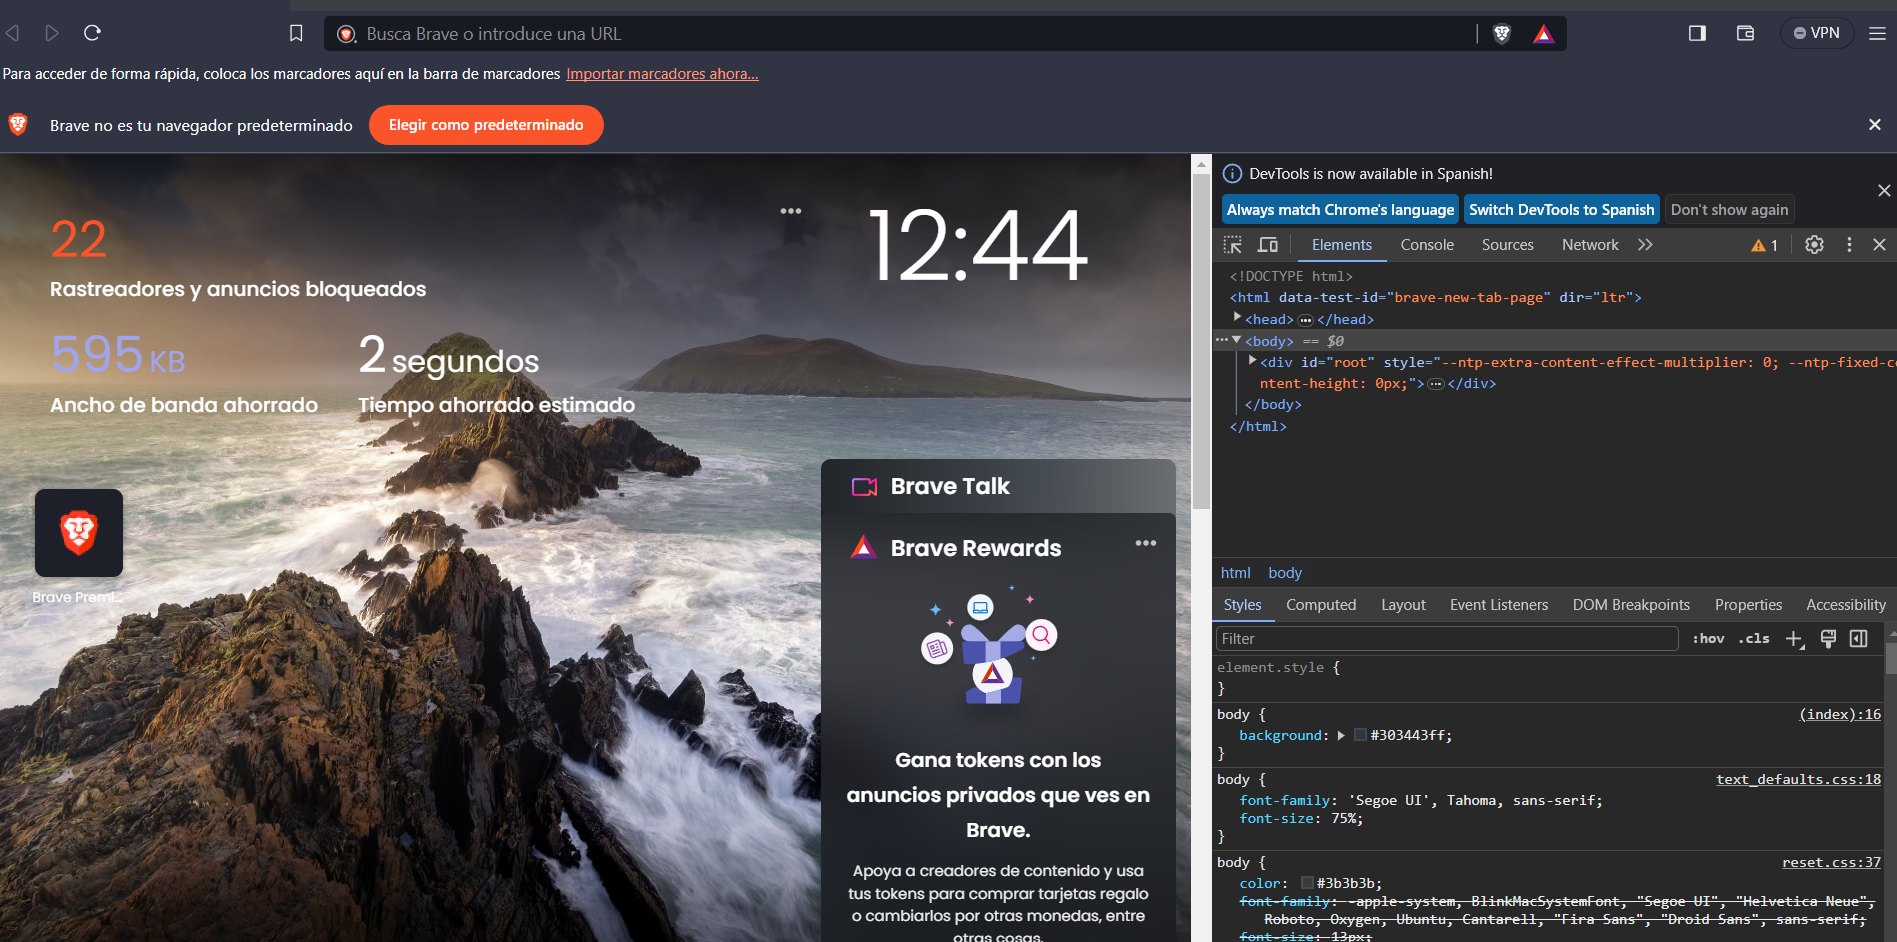 Busca Brave o introduce una URL
VPN
Para acceder de forma rápida, coloca los marcadores aquí en la barra de marcadores Importar marcadores ahora...
Brave no es tu navegador predeterminado
Elegir como predeterminado
22
Rastreadores y anuncios bloqueados
595 KB
Ancho de banda ahorrado
2 segundos
Tiempo ahorrado estimado
12:44
Brave Premi...
Brave Talk
Brave Rewards
Gana tokens con los
anuncios privados que ves en
Brave.
Apoya a creadores de contenido y usa
tus tokens para comprar tarjetas regalo
o cambiarlos por otras monedas, entre
otras cosas.
DevTools is now available in Spanish!
Always match Chrome's language
Switch DevTools to Spanish
Don't show again
Elements
Console
Sources
Network
1
<!DOCTYPE html>
<html data-test-id="brave-new-tab-page" dir="ltr">
<head>…</head>
<body> == $0
<div id="root" style="--ntp-extra-content-effect-multiplier: 0; --ntp-fixed-co
ntent-height: 0px;">…</div>
</body>
</html>
html body
Styles
Computed
Layout
Event Listeners
DOM Breakpoints
Properties
Accessibility
Filter
:hov
.cls
element.style {
}
body {
(index):16
background: #303443ff;
}
body {
text_defaults.css:18
font-family: 'Segoe UI', Tahoma, sans-serif;
font-size: 75%;
}
body {
reset.css:37
color: #3b3b3b;
font-family: -apple-system, BlinkMacSystemFont, "Segoe UI", "Helvetica Neue",
Roboto, Oxygen, Ubuntu, Cantarell, "Fira Sans", "Droid Sans", sans-serif;
font-size: 13px;